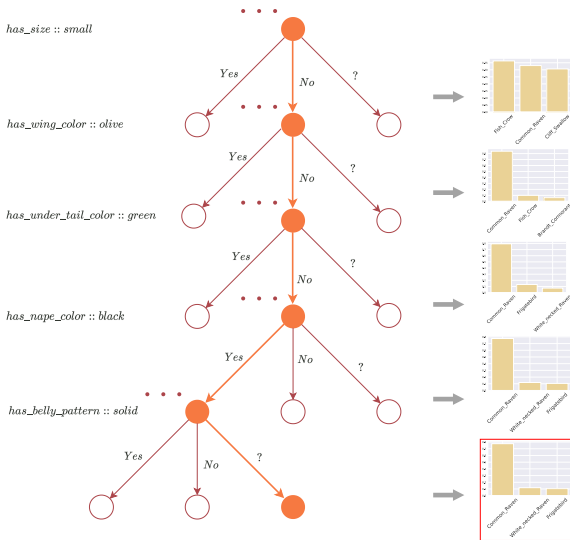 has_size :: small
Yes
No
?
Fish_Crow
Common_Raven
Cliff_Swallow
has_wing_color :: olive
Yes
No
?
Common_Raven
Fish_Crow
Brandt_Cormorant
has_under_tail_color :: green
Yes
No
?
Common_Raven
Frigatebird
White_necked_Raven
has_nape_color :: black
Yes
No
?
Common_Raven
White_necked_Raven
Frigatebird
has_belly_pattern :: solid
Yes
No
?
Common_Raven
White_necked_Raven
Frigatebird